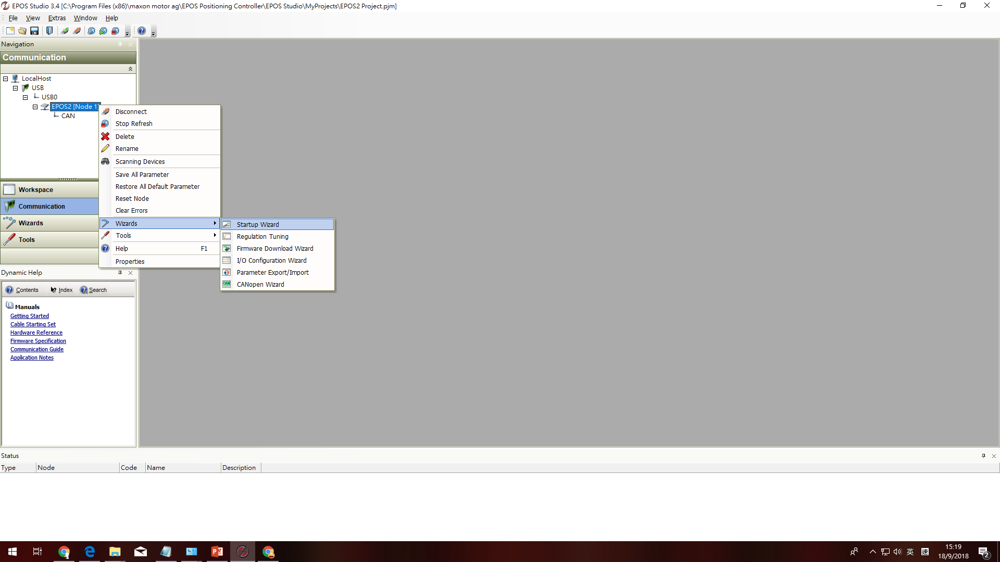 EPOS Studio 3.4 [C:\Program Files (x86)\maxon motor ag\EPOS Positioning Controller\EPOS Studio\MyProjects\EPOS2 Project.pjm]
File View Extras Window Help
Navigation
Communication
LocalHost
USB
USB0
EPOS2 [Node 1]
CAN
Disconnect
Stop Refresh
Delete
Rename
Scanning Devices
Save All Parameter
Restore All Default Parameter
Reset Node
Clear Errors
Wizards
Tools
Help F1
Properties
Startup Wizard
Regulation Tuning
Firmware Download Wizard
I/O Configuration Wizard
Parameter Export/Import
CANopen Wizard
Workspace
Communication
Wizards
Tools
Dynamic Help
Contents Index Search
Manuals
Getting Started
Cable Starting Set
Hardware Reference
Firmware Specification
Communication Guide
Application Notes
Status
Type Node Code Name Description
英 速
15:19
18/9/2018
2